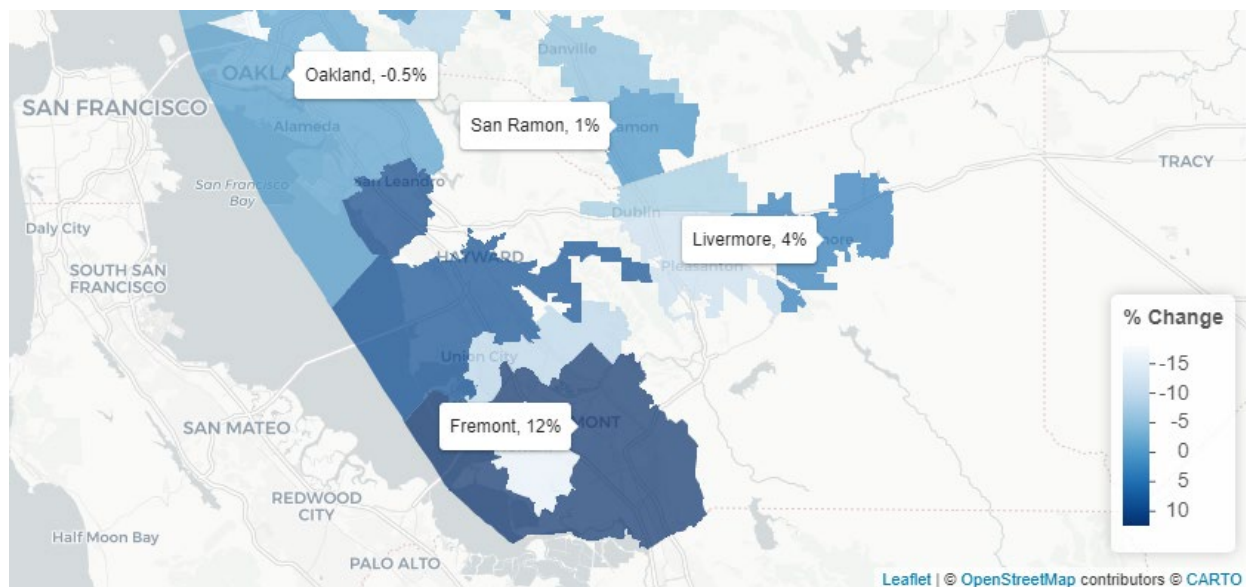 Danville
OAKLA
Oakland, -0.5%
SAN FRANCISCO
Alameda
San Ramon, 1%
amon
TRACY
San Francisco
Bay
San Leandro
Daly City
Dublin
Livermore, 4%
more
HAYWARD
Pleasanton
SOUTH SAN
FRANCISCO
% Change
-15
-10
-5
0
5
10
Union City
Fremont, 12%
MONT
SAN MATEO
REDWOOD
CITY
Half Moon Bay
PALO ALTO
Leaflet | © OpenStreetMap contributors © CARTO